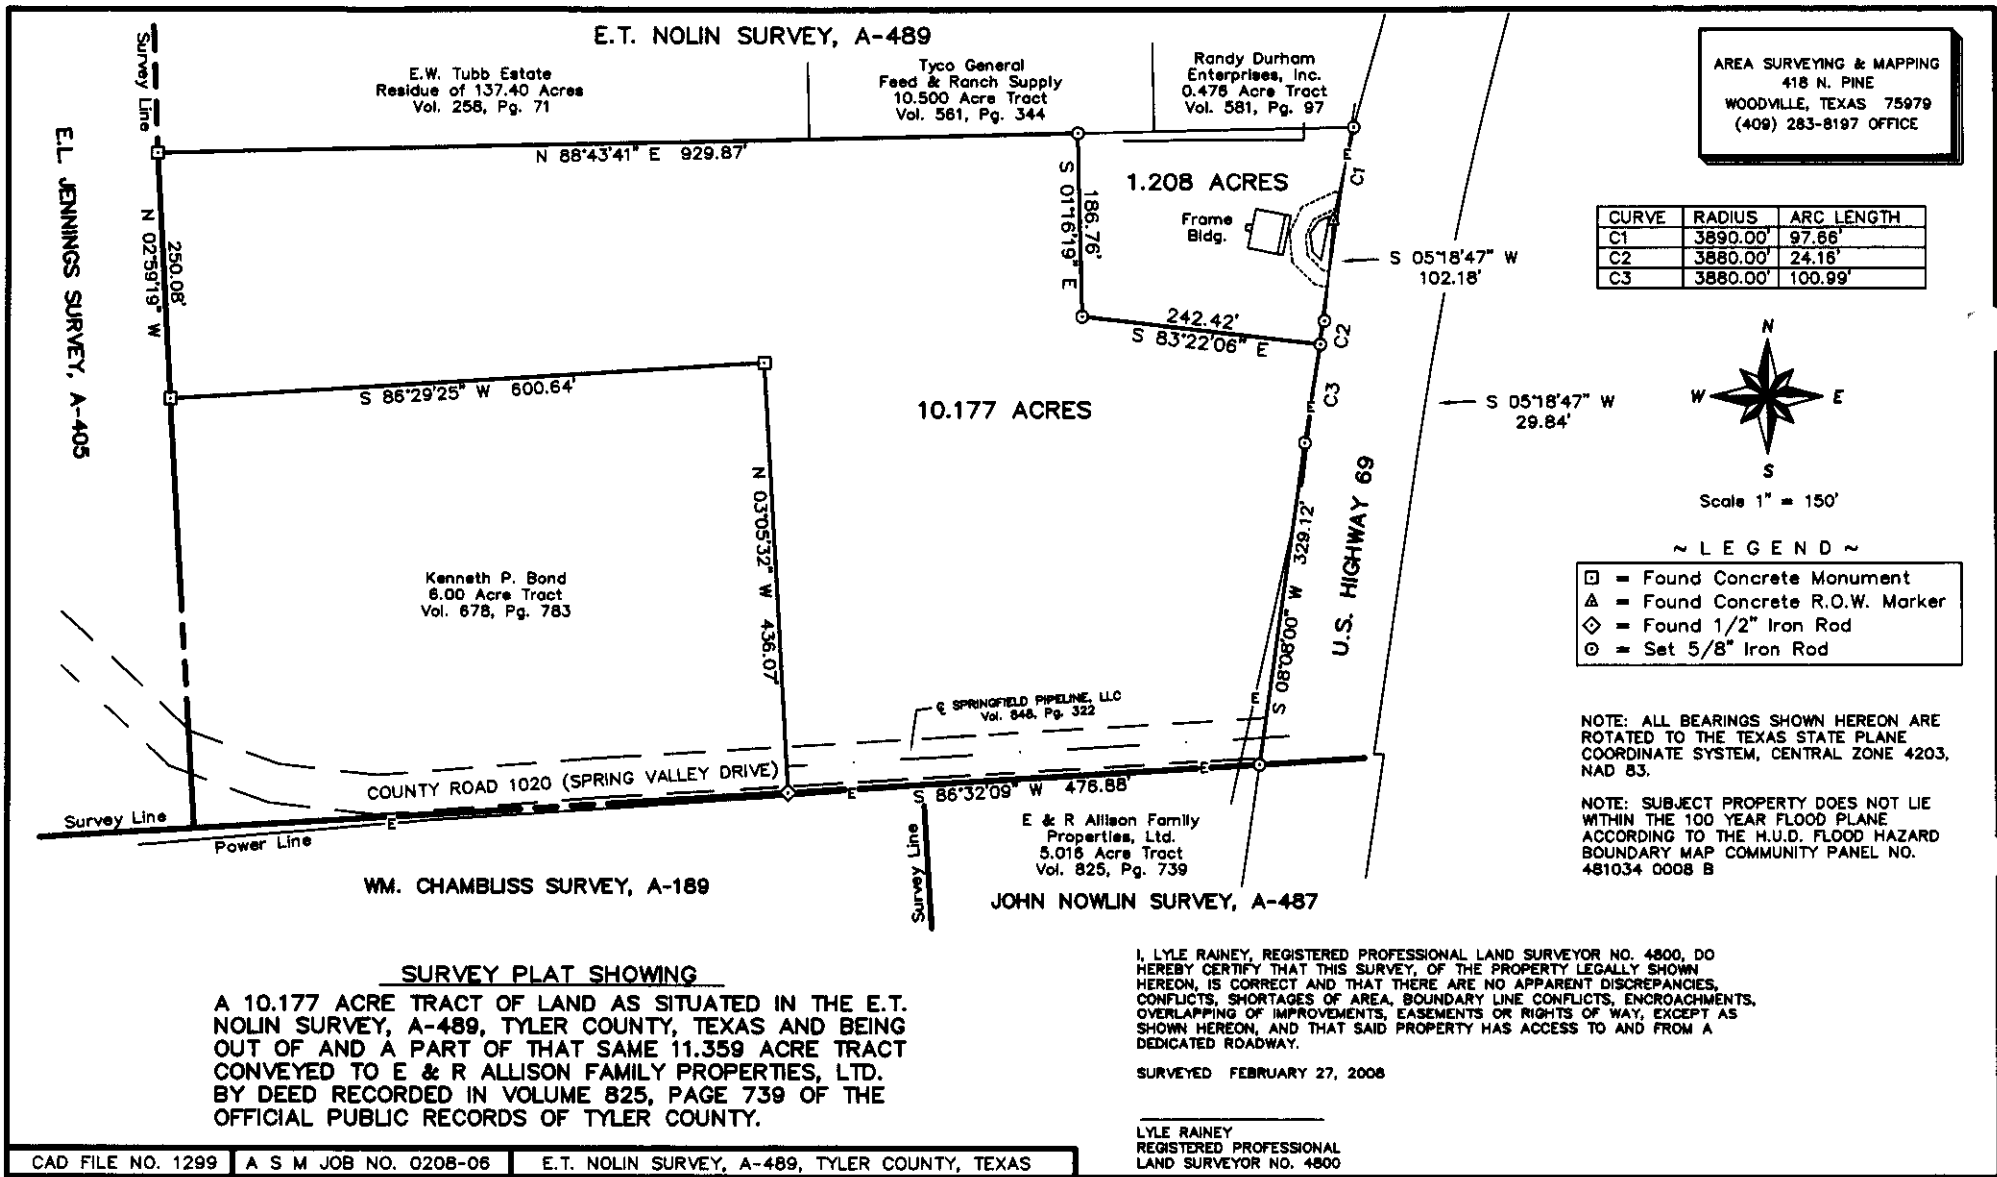 E.T. NOLIN SURVEY, A-489
Survey Line
E.W. Tubb Estate
Residue of 137.40 Acres
Vol. 258, Pg. 71
Tyco General
Feed & Ranch Supply
10.500 Acre Tract
Vol. 561, Pg. 344
Randy Durham
Enterprises, Inc.
0.476 Acre Tract
Vol. 581, Pg. 97
AREA SURVEYING & MAPPING
418 N. PINE
WOODVILLE, TEXAS 75979
(409) 283-8197 OFFICE
E.L. JENNINGS SURVEY, A-405
N 88°43'41" E 929.87'
S 01°16'19" E
186.76'
1.208 ACRES
Frame
Bldg.
E
C1
N 02°59'19" W
250.08'
S 05°18'47" W
102.18'
CURVE RADIUS ARC LENGTH
C1 3890.00' 97.66'
C2 3880.00' 24.16'
C3 3880.00' 100.99'
242.42'
S 83°22'06" E
C2
E
C3
S 86°29'25" W 600.64'
10.177 ACRES
S 05°18'47" W
29.84'
N
W E
S
Scale 1" = 150'
N 03°05'32" W 436.07'
S 08°08'00" W 329.12'
U.S. HIGHWAY 69
~ L E G E N D ~
= Found Concrete Monument
= Found Concrete R.O.W. Marker
= Found 1/2" Iron Rod
= Set 5/8" Iron Rod
Kenneth P. Bond
6.00 Acre Tract
Vol. 678, Pg. 783
E
℄ SPRINGFIELD PIPELINE, LLC
Vol. 848, Pg. 322
COUNTY ROAD 1020 (SPRING VALLEY DRIVE)
E
E
S 86°32'09" W 476.88'
Survey Line
E
Power Line
Survey Line
E & R Allison Family
Properties, Ltd.
5.016 Acre Tract
Vol. 825, Pg. 739
WM. CHAMBLISS SURVEY, A-189
JOHN NOWLIN SURVEY, A-487
NOTE: ALL BEARINGS SHOWN HEREON ARE
ROTATED TO THE TEXAS STATE PLANE
COORDINATE SYSTEM, CENTRAL ZONE 4203,
NAD 83.
NOTE: SUBJECT PROPERTY DOES NOT LIE
WITHIN THE 100 YEAR FLOOD PLANE
ACCORDING TO THE H.U.D. FLOOD HAZARD
BOUNDARY MAP COMMUNITY PANEL NO.
481034 0008 B
SURVEY PLAT SHOWING
A 10.177 ACRE TRACT OF LAND AS SITUATED IN THE E.T.
NOLIN SURVEY, A-489, TYLER COUNTY, TEXAS AND BEING
OUT OF AND A PART OF THAT SAME 11.359 ACRE TRACT
CONVEYED TO E & R ALLISON FAMILY PROPERTIES, LTD.
BY DEED RECORDED IN VOLUME 825, PAGE 739 OF THE
OFFICIAL PUBLIC RECORDS OF TYLER COUNTY.
I, LYLE RAINEY, REGISTERED PROFESSIONAL LAND SURVEYOR NO. 4800, DO
HEREBY CERTIFY THAT THIS SURVEY, OF THE PROPERTY LEGALLY SHOWN
HEREON, IS CORRECT AND THAT THERE ARE NO APPARENT DISCREPANCIES,
CONFLICTS, SHORTAGES OF AREA, BOUNDARY LINE CONFLICTS, ENCROACHMENTS,
OVERLAPPING OF IMPROVEMENTS, EASEMENTS OR RIGHTS OF WAY, EXCEPT AS
SHOWN HEREON, AND THAT SAID PROPERTY HAS ACCESS TO AND FROM A
DEDICATED ROADWAY.
SURVEYED FEBRUARY 27, 2008
LYLE RAINEY
REGISTERED PROFESSIONAL
LAND SURVEYOR NO. 4800
CAD FILE NO. 1299
A S M JOB NO. 0208-06
E.T. NOLIN SURVEY, A-489, TYLER COUNTY, TEXAS